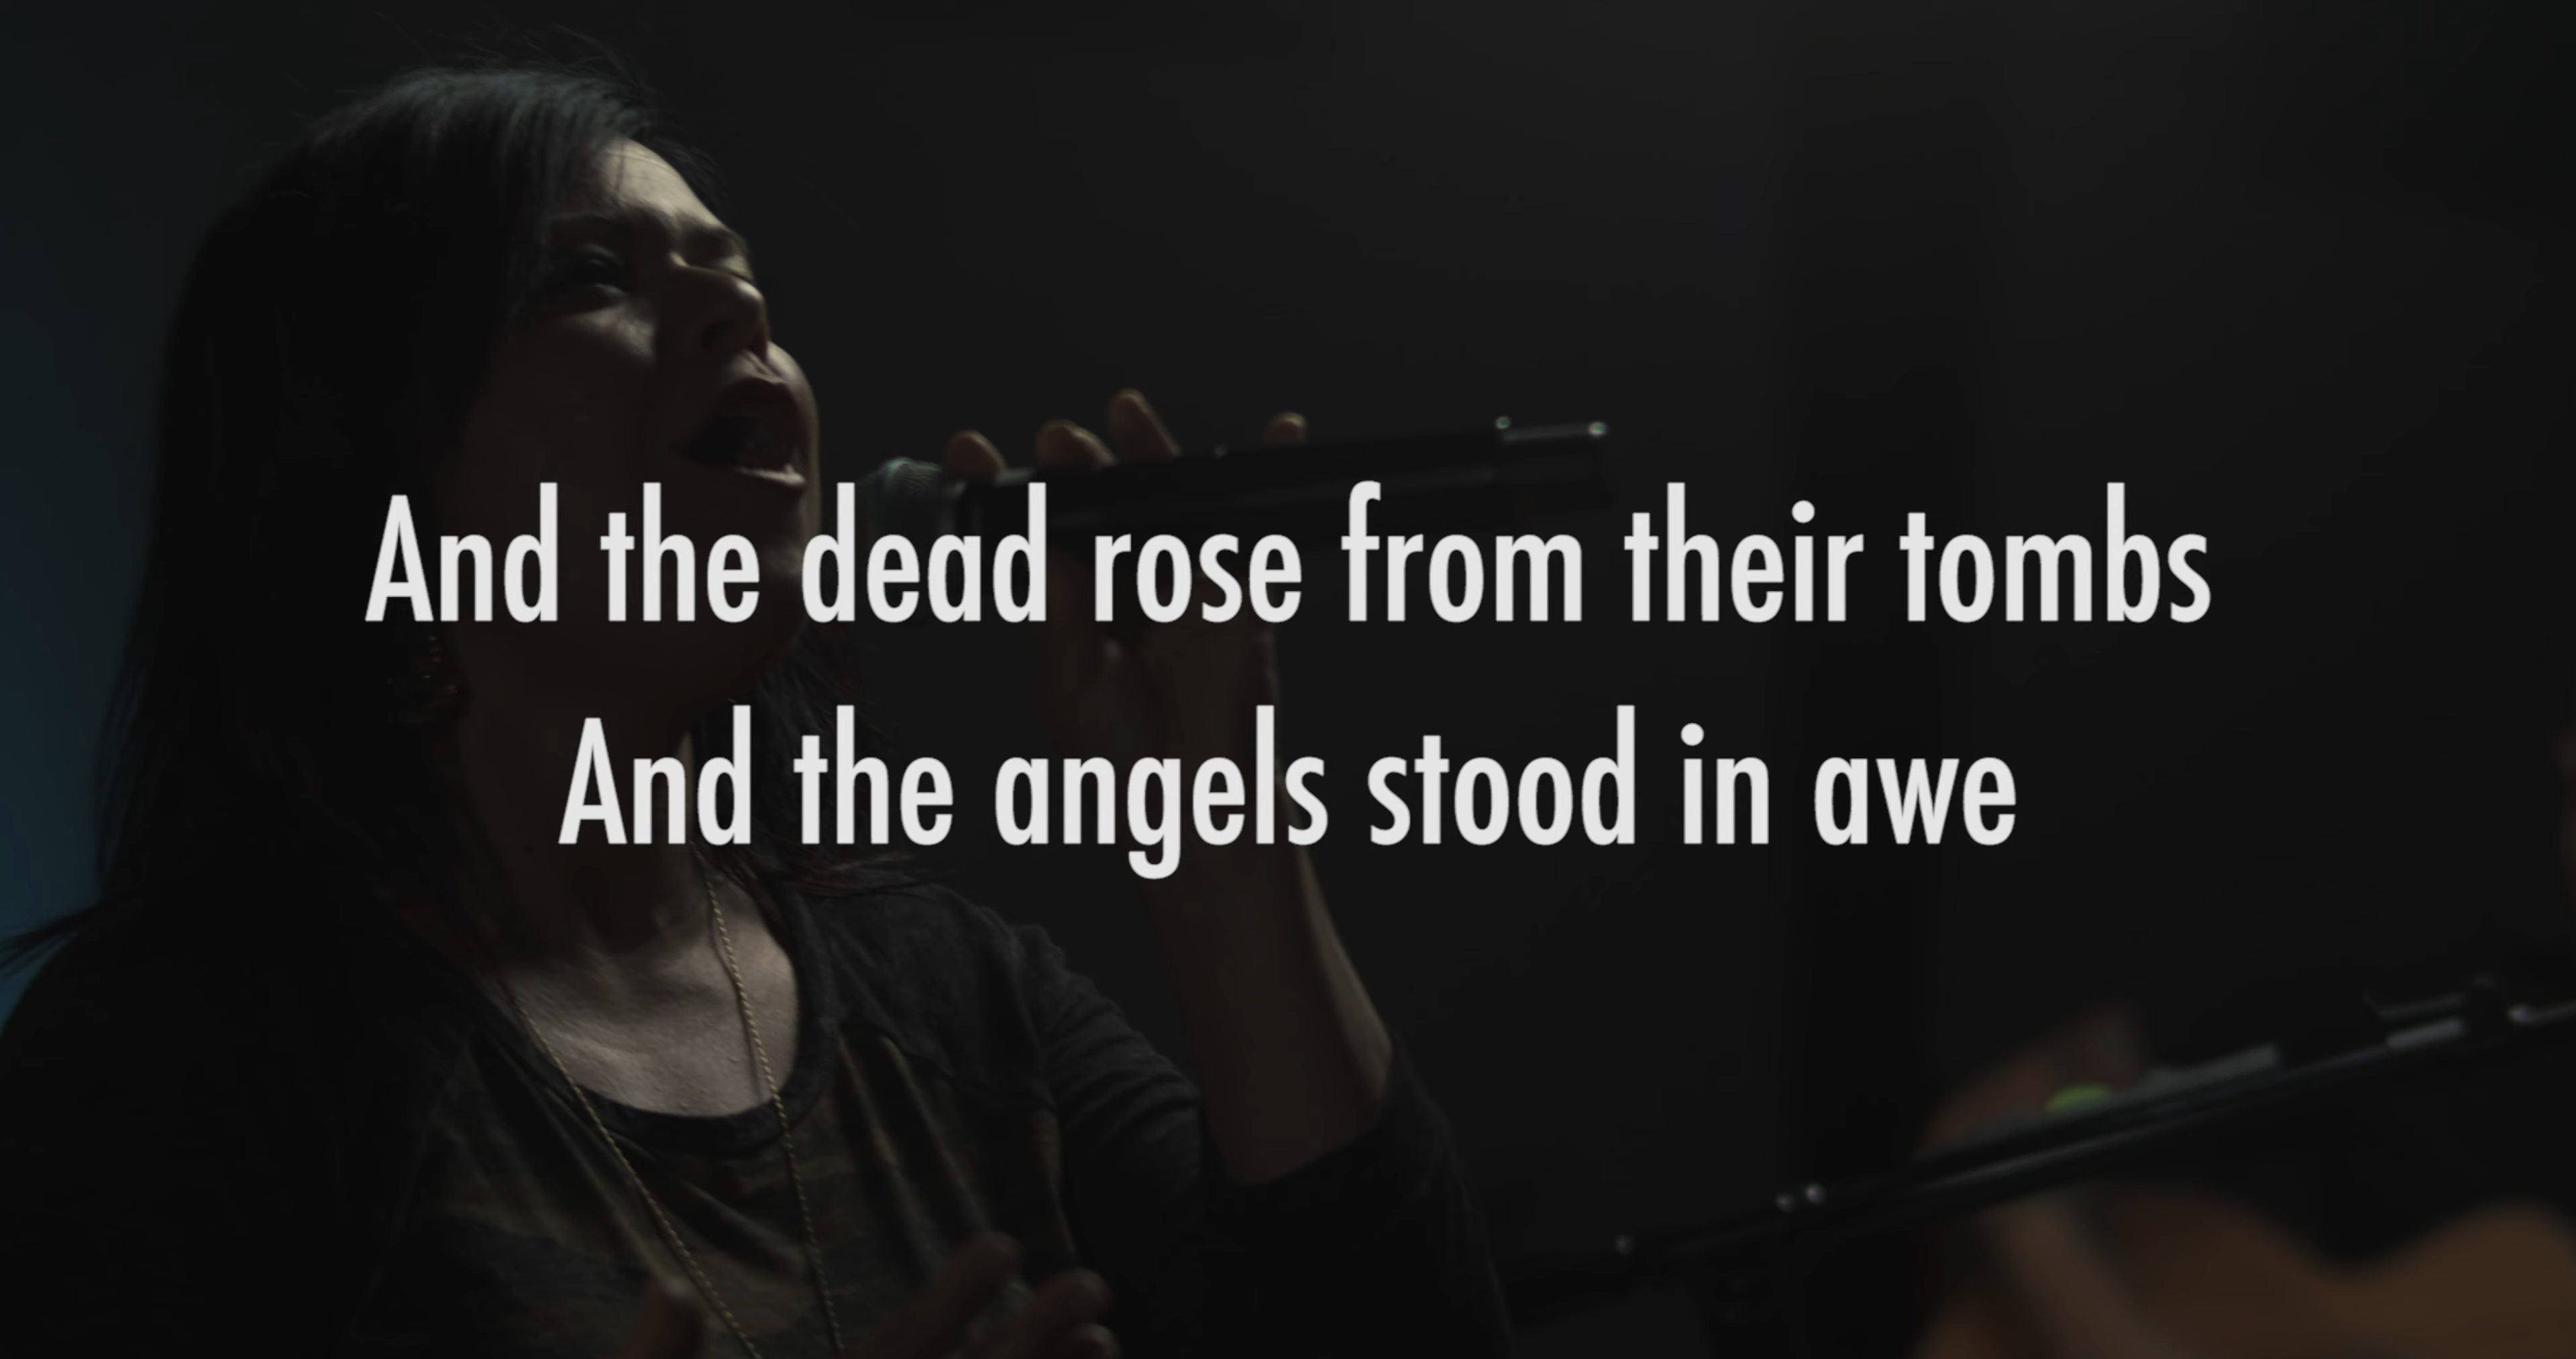 And the dead rose from their tombs
And the angels stood in awe